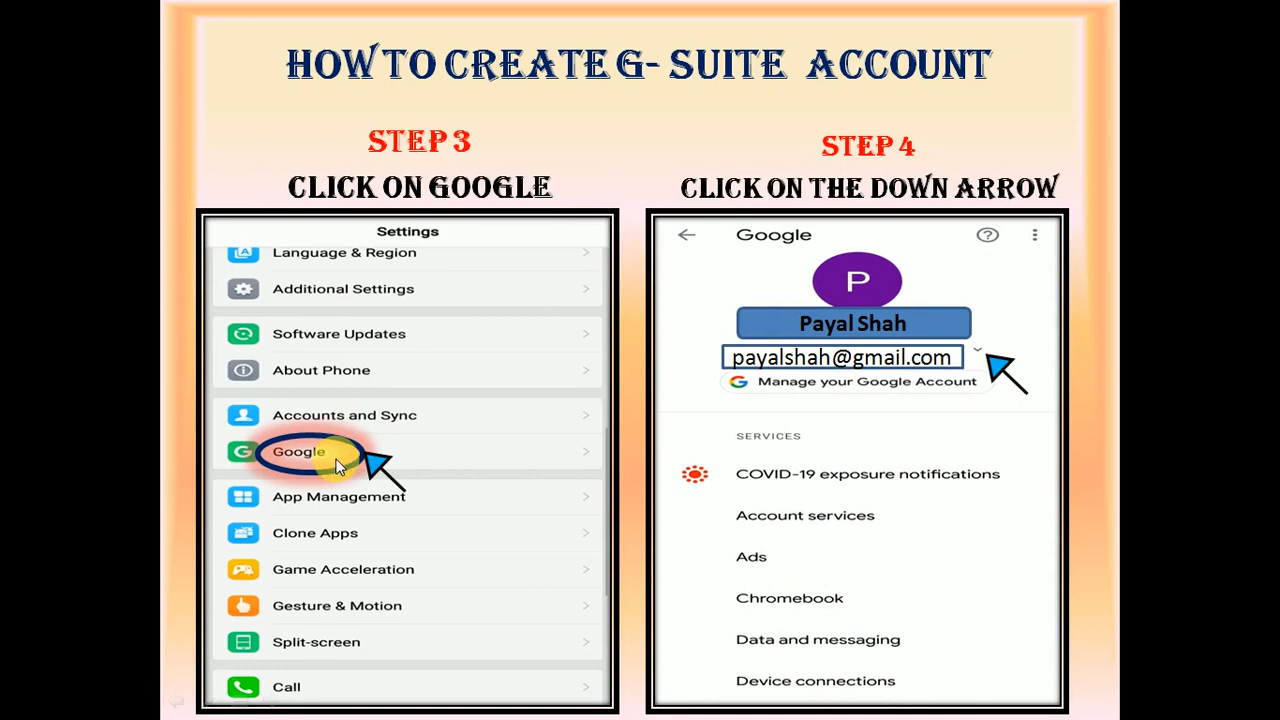 HOW TO CREATE G- SUITE ACCOUNT
STEP 3
CLICK ON GOOGLE
Settings
Language & Region
Additional Settings
Software Updates
About Phone
Accounts and Sync
Google
App Management
Clone Apps
Game Acceleration
Gesture & Motion
Split-screen
Call
STEP 4
CLICK ON THE DOWN ARROW
Google
P
Payal Shah
payalshah@gmail.com
Manage your Google Account
SERVICES
COVID-19 exposure notifications
Account services
Ads
Chromebook
Data and messaging
Device connections